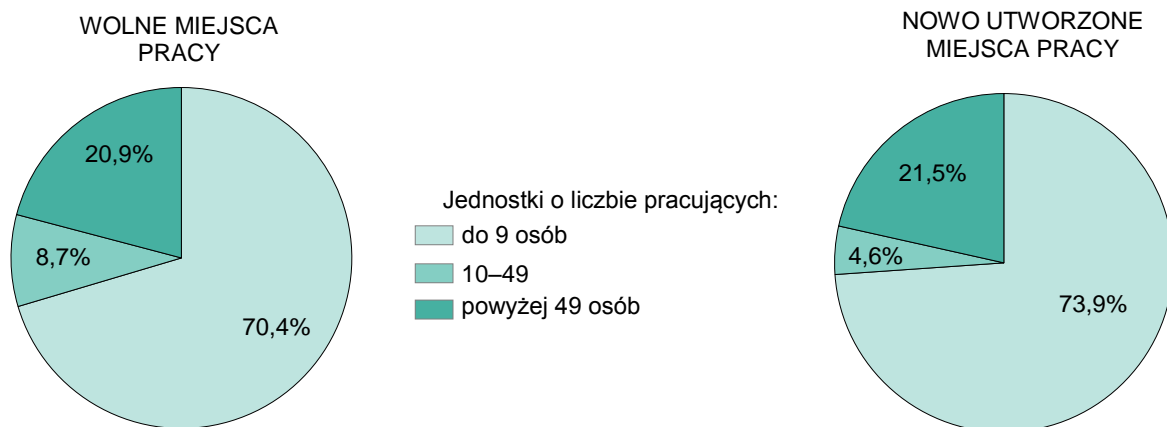 WOLNE MIEJSCA
PRACY
20,9%
8,7%
70,4%
Jednostki o liczbie pracujących:
do 9 osób
10–49
powyżej 49 osób
NOWO UTWORZONE
MIEJSCA PRACY
21,5%
4,6%
73,9%